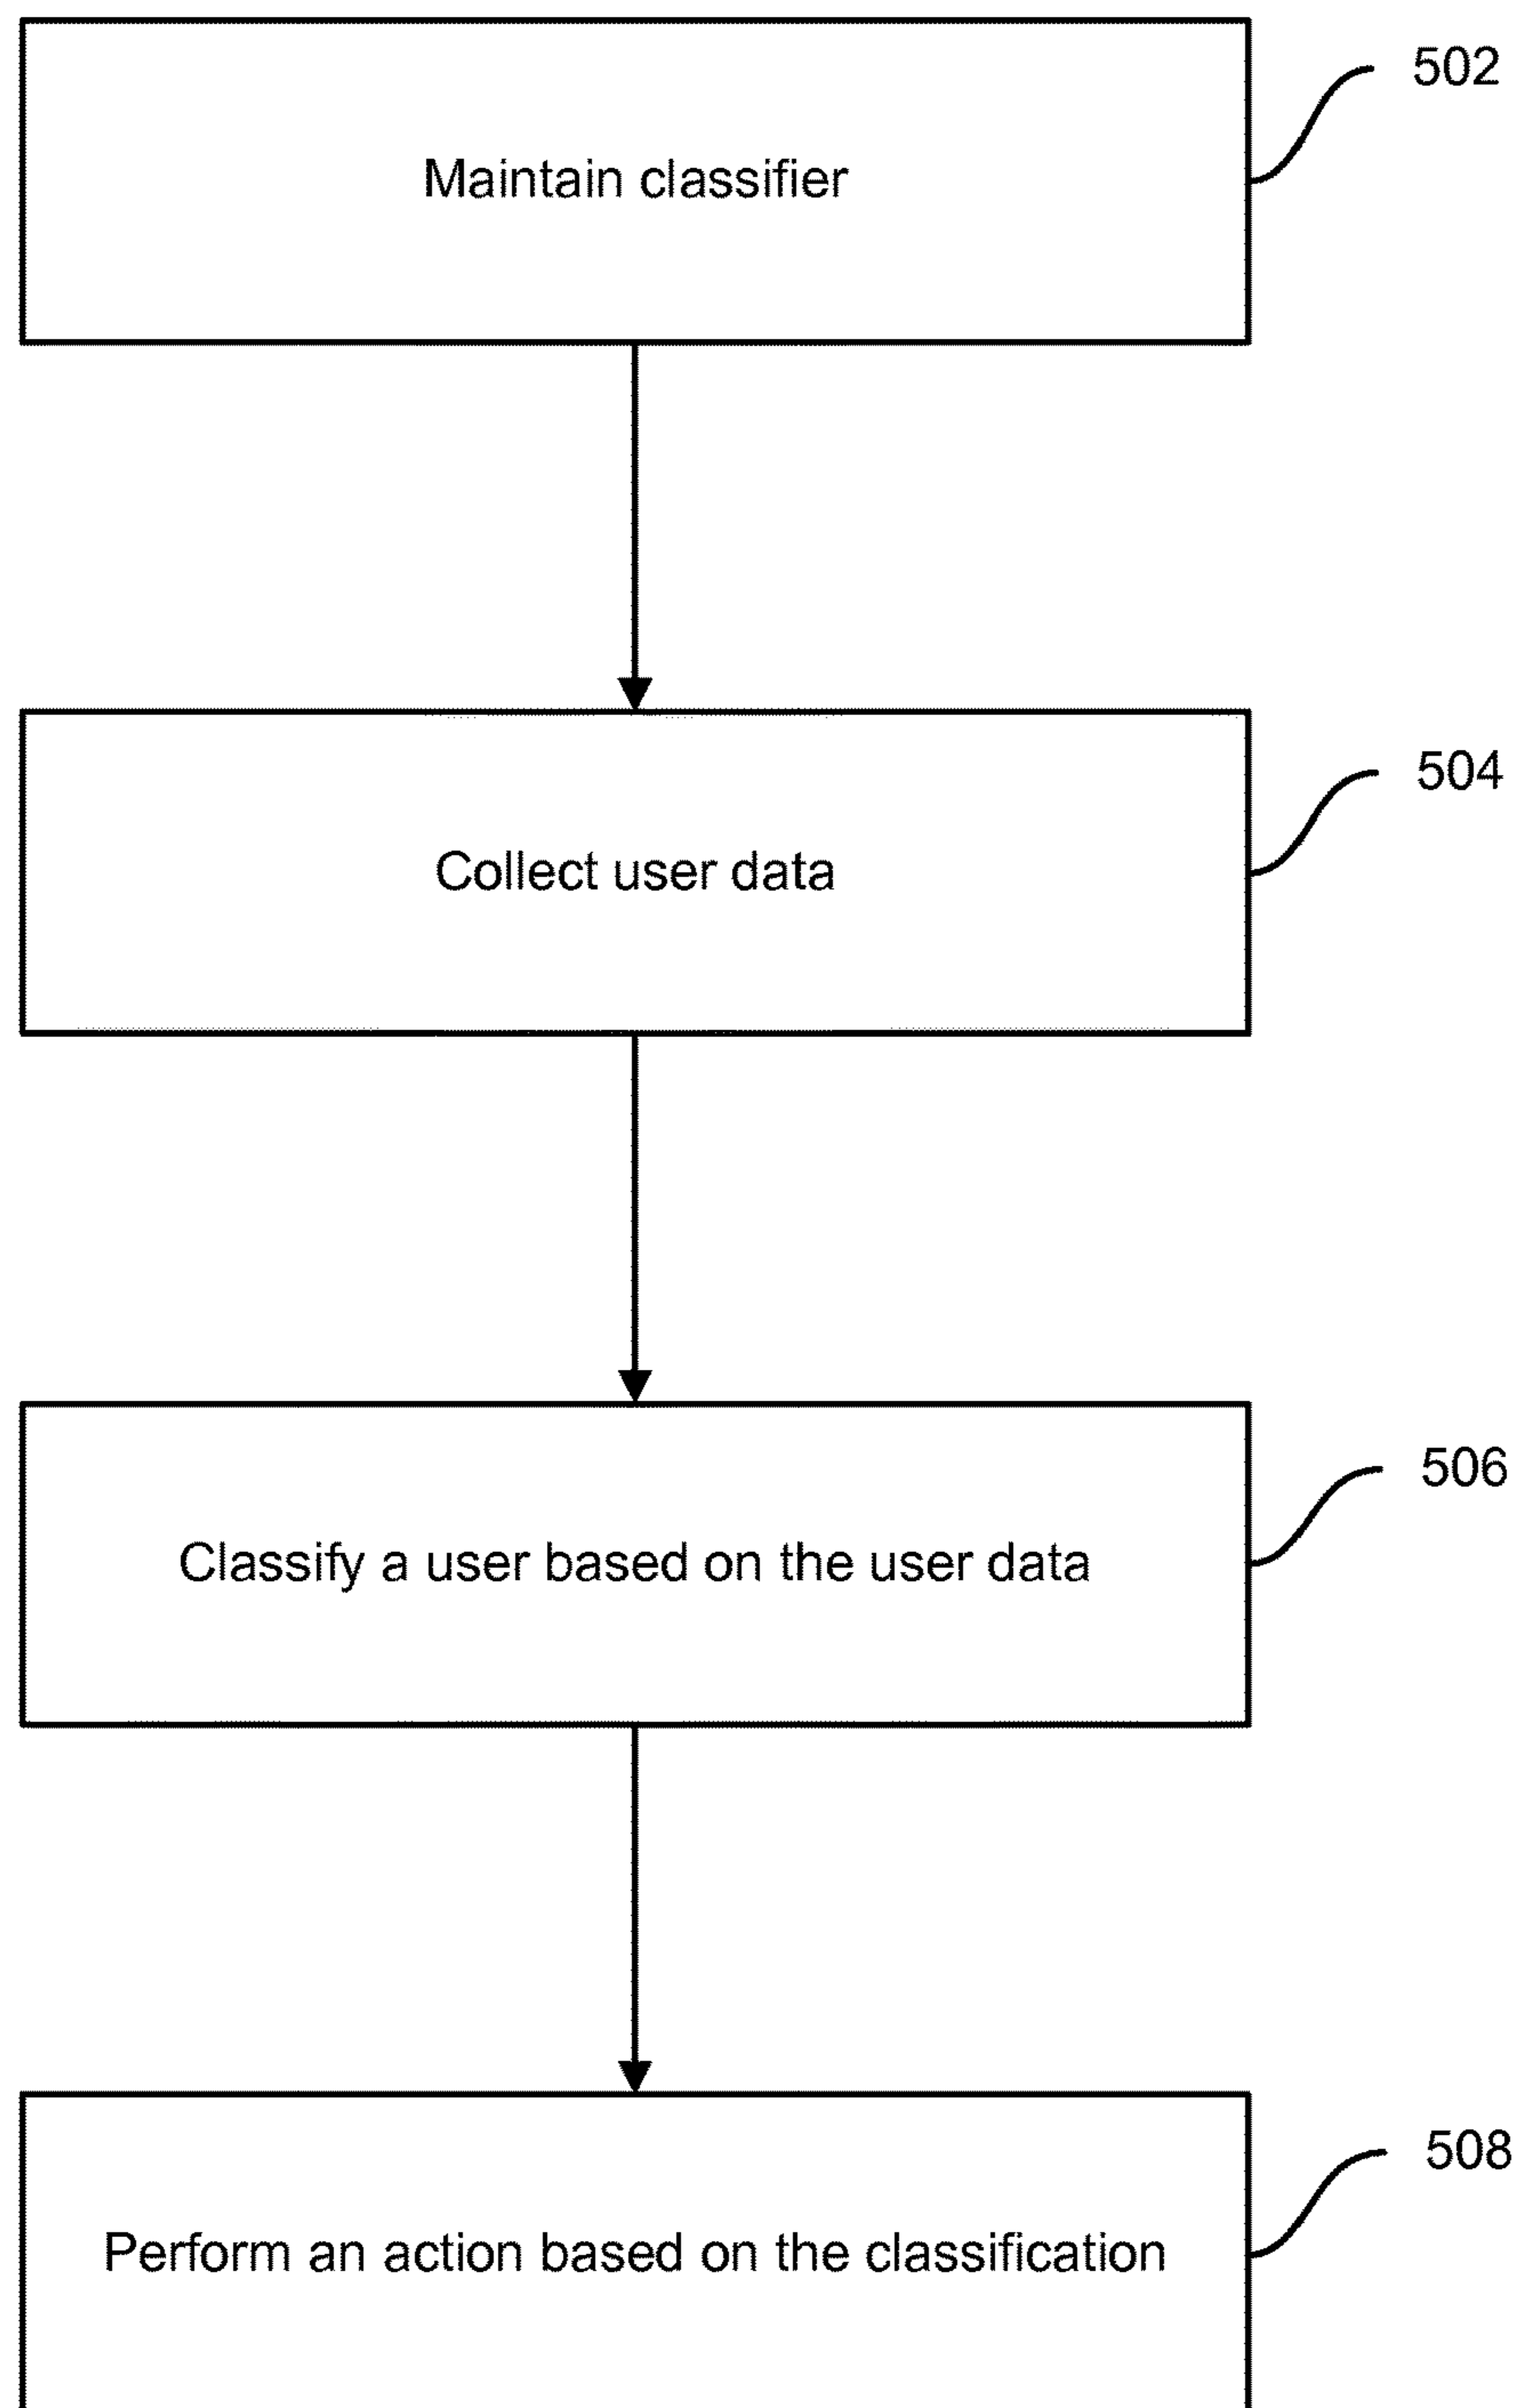 502
Maintain classifier
504
Collect user data
506
Classify a user based on the user data
508
Perform an action based on the classification